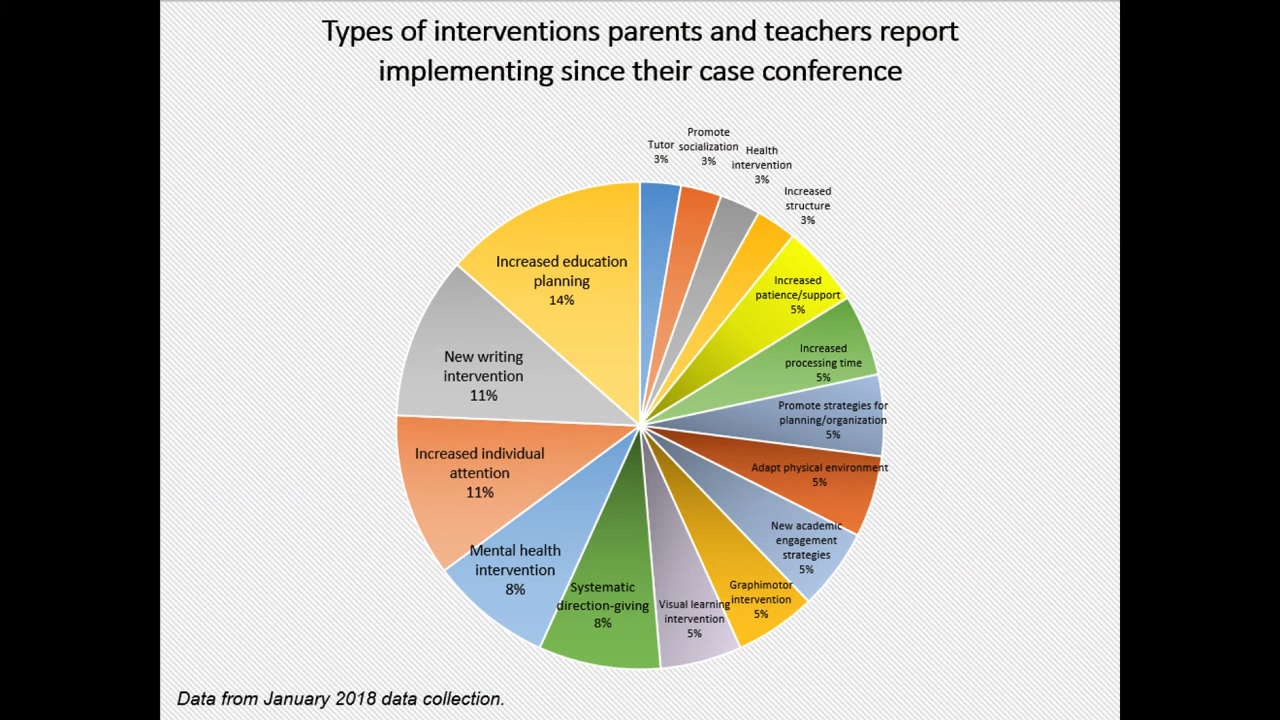 Types of interventions parents and teachers report
implementing since their case conference
Tutor
3%
Promote
socialization
3%
Health
intervention
3%
Increased
structure
3%
Increased
patience/support
5%
Increased
processing time
5%
Promote strategies for
planning/organization
5%
Adapt physical environment
5%
New academic
engagement
strategies
5%
Graphimotor
intervention
5%
Visual learning
intervention
5%
Systematic
direction-giving
8%
Mental health
intervention
8%
Increased individual
attention
11%
New writing
intervention
11%
Increased education
planning
14%
Data from January 2018 data collection.